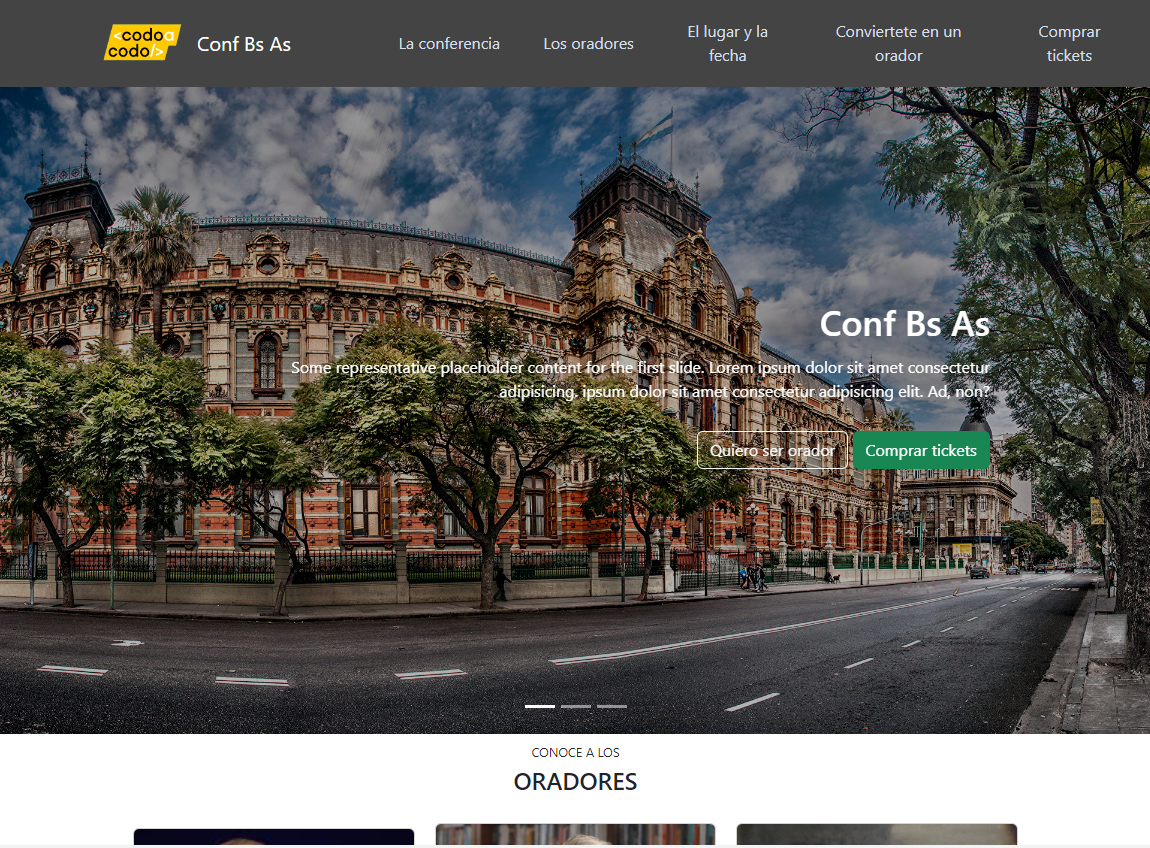 <codo a
codo/>
Conf Bs As
La conferencia
Los oradores
El lugar y la
fecha
Conviertete en un
orador
Comprar
tickets
Conf Bs As
Some representative placeholder content for the first slide. Lorem ipsum dolor sit amet consectetur
adipisicing. ipsum dolor sit amet consectetur adipisicing elit. Ad, non?
Quiero ser orador
Comprar tickets
CONOCE A LOS
ORADORES